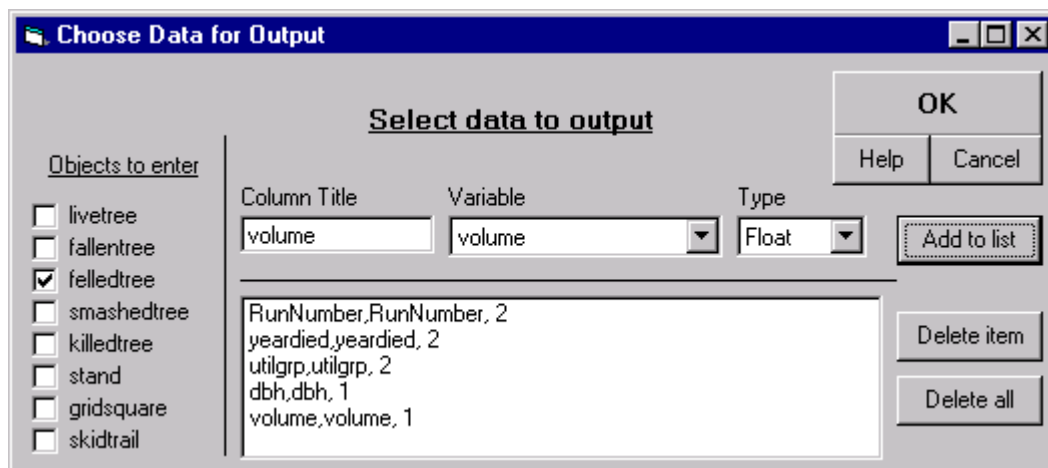 Choose Data for Output
Select data to output
OK
Help
Cancel
Objects to enter
livetree
fallentree
felledtree
smashedtree
killedtree
stand
gridsquare
skidtrail
Column Title
Variable
Type
volume
volume
Float
Add to list
RunNumber,RunNumber, 2
yeardied,yeardied, 2
utilgrp,utilgrp, 2
dbh,dbh, 1
volume,volume, 1
Delete item
Delete all